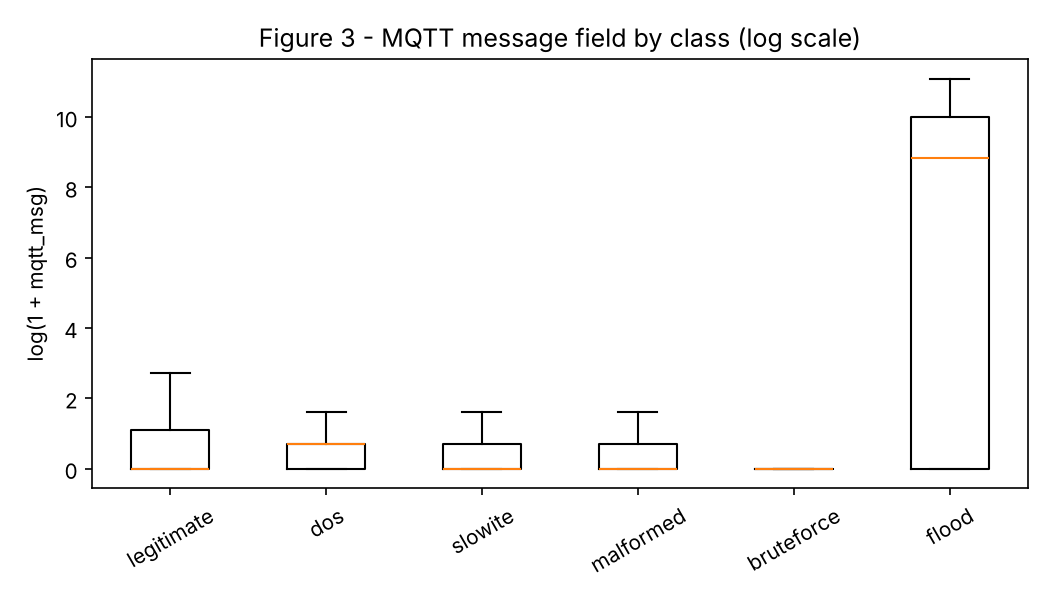 Figure 3 - MQTT message field by class (log scale)
log(1 + mqtt_msg)
10
8
6
4
2
0
legitimate
dos
slowite
malformed
bruteforce
flood